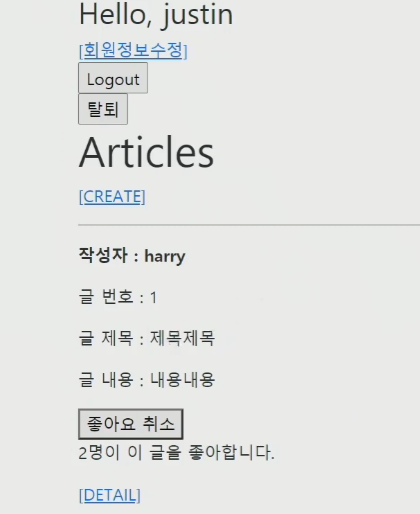 Hello, justin
[회원정보수정]
Logout
탈퇴
Articles
[CREATE]
작성자 : harry
글 번호 : 1
글 제목 : 제목제목
글 내용 : 내용내용
좋아요 취소
2명이 이 글을 좋아합니다.
[DETAIL]